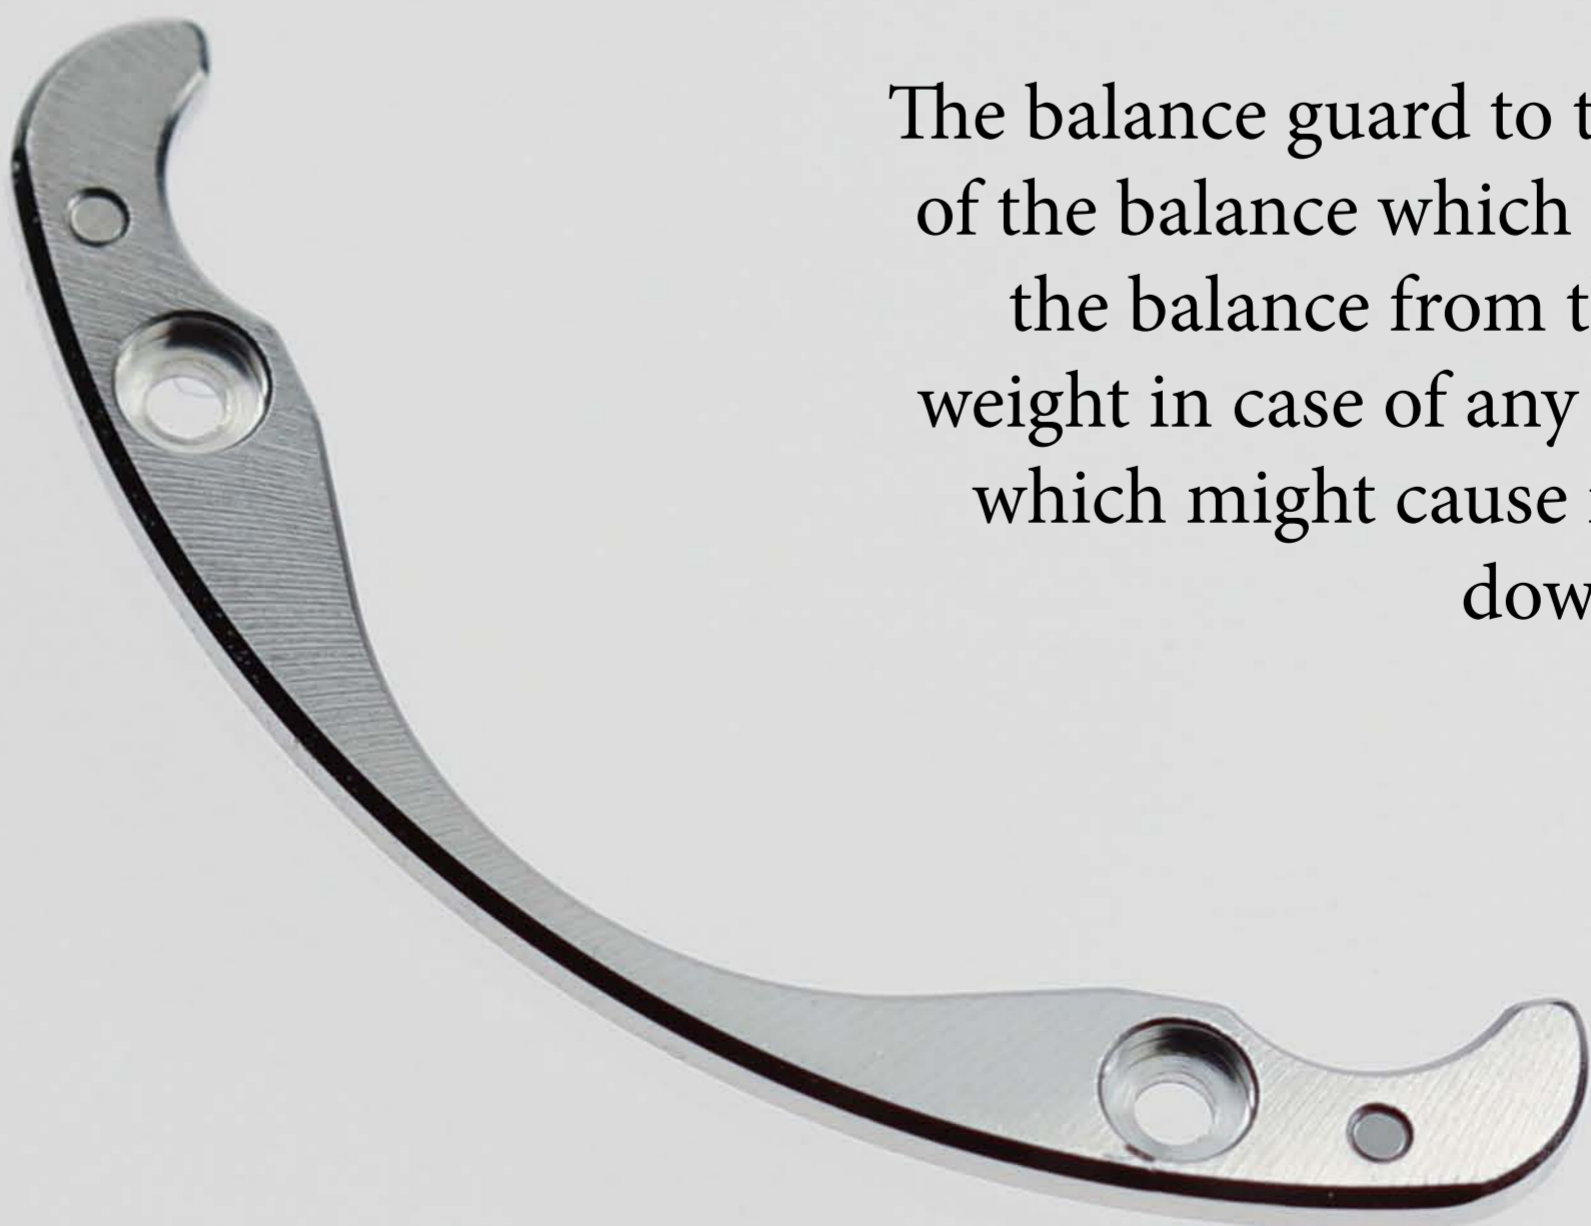 The balance guard to
of the balance which
the balance from
weight in case of any
which might cause